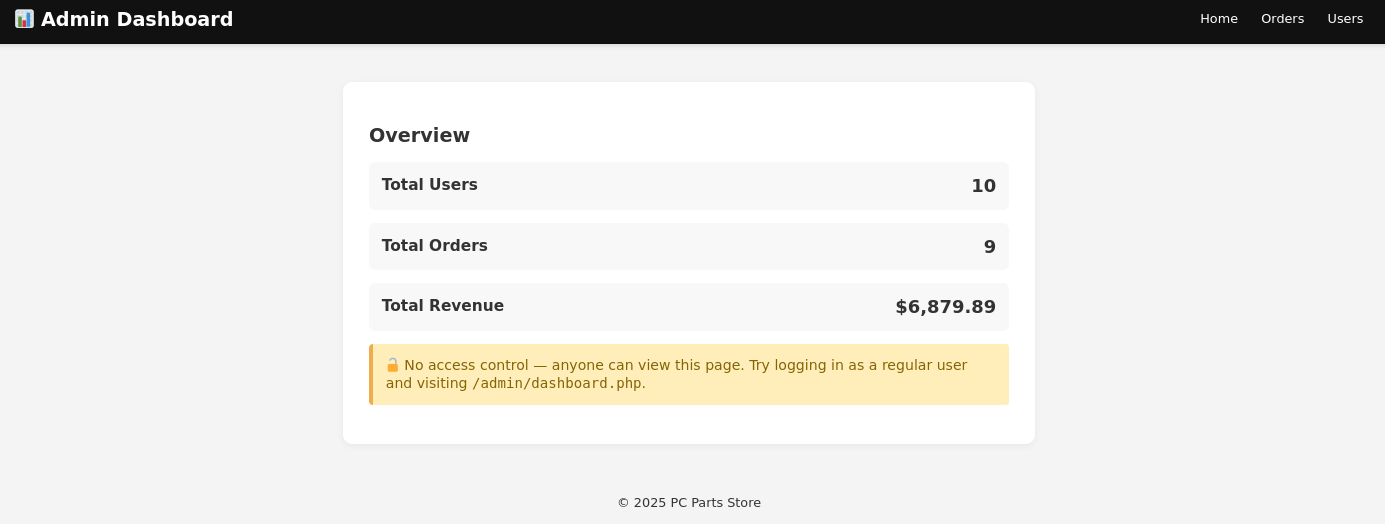 Admin Dashboard
Home Orders Users
Overview
Total Users 10
Total Orders 9
Total Revenue $6,879.89
No access control — anyone can view this page. Try logging in as a regular user
and visiting /admin/dashboard.php.
© 2025 PC Parts Store